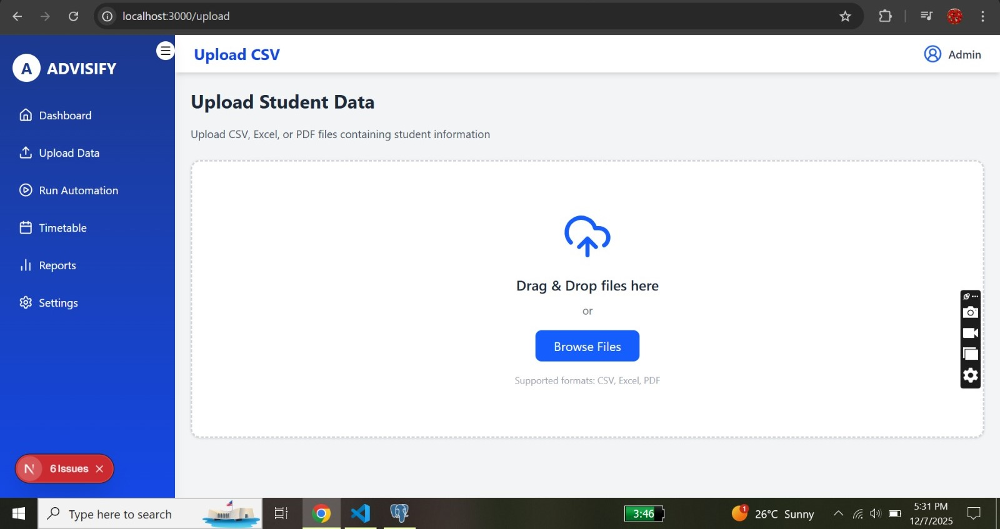 localhost:3000/upload
A ADVISIFY
Upload CSV
Admin
Dashboard
Upload Data
Run Automation
Timetable
Reports
Settings
Upload Student Data
Upload CSV, Excel, or PDF files containing student information
Drag & Drop files here
or
Browse Files
Supported formats: CSV, Excel, PDF
N 6 Issues
Type here to search
3:46
1
26°C Sunny
5:31 PM
12/7/2025